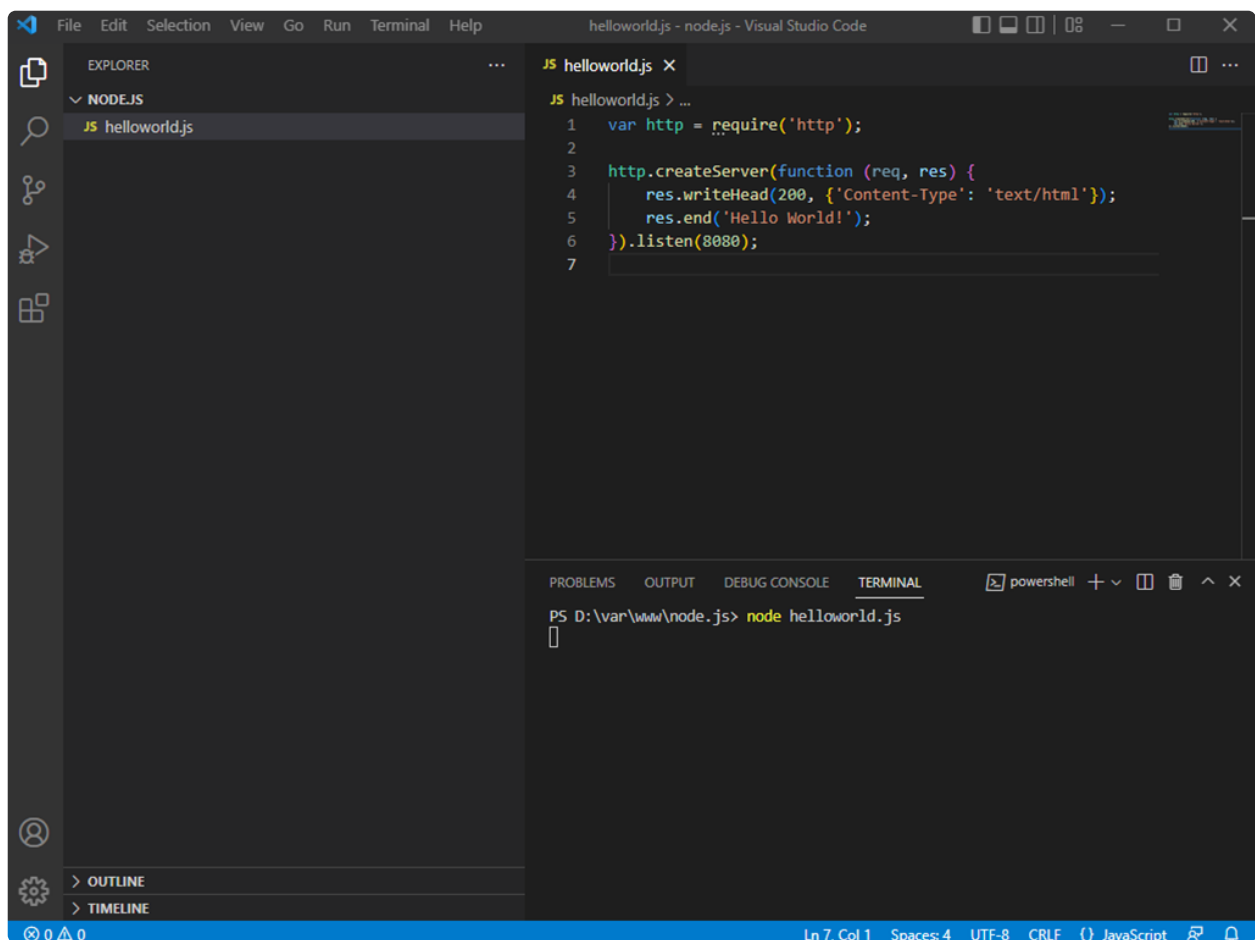 File Edit Selection View Go Run Terminal Help helloworld.js - node.js - Visual Studio Code
EXPLORER
NODE.JS
JS helloworld.js
OUTLINE
TIMELINE
JS helloworld.js
JS helloworld.js > ...
1 var http = require('http');
2
3 http.createServer(function (req, res) {
4     res.writeHead(200, {'Content-Type': 'text/html'});
5     res.end('Hello World!');
6 }).listen(8080);
7
PROBLEMS OUTPUT DEBUG CONSOLE TERMINAL powershell
PS D:\var\www\node.js> node helloworld.js
0 0 Ln 7, Col 1 Spaces: 4 UTF-8 CRLF {} JavaScript